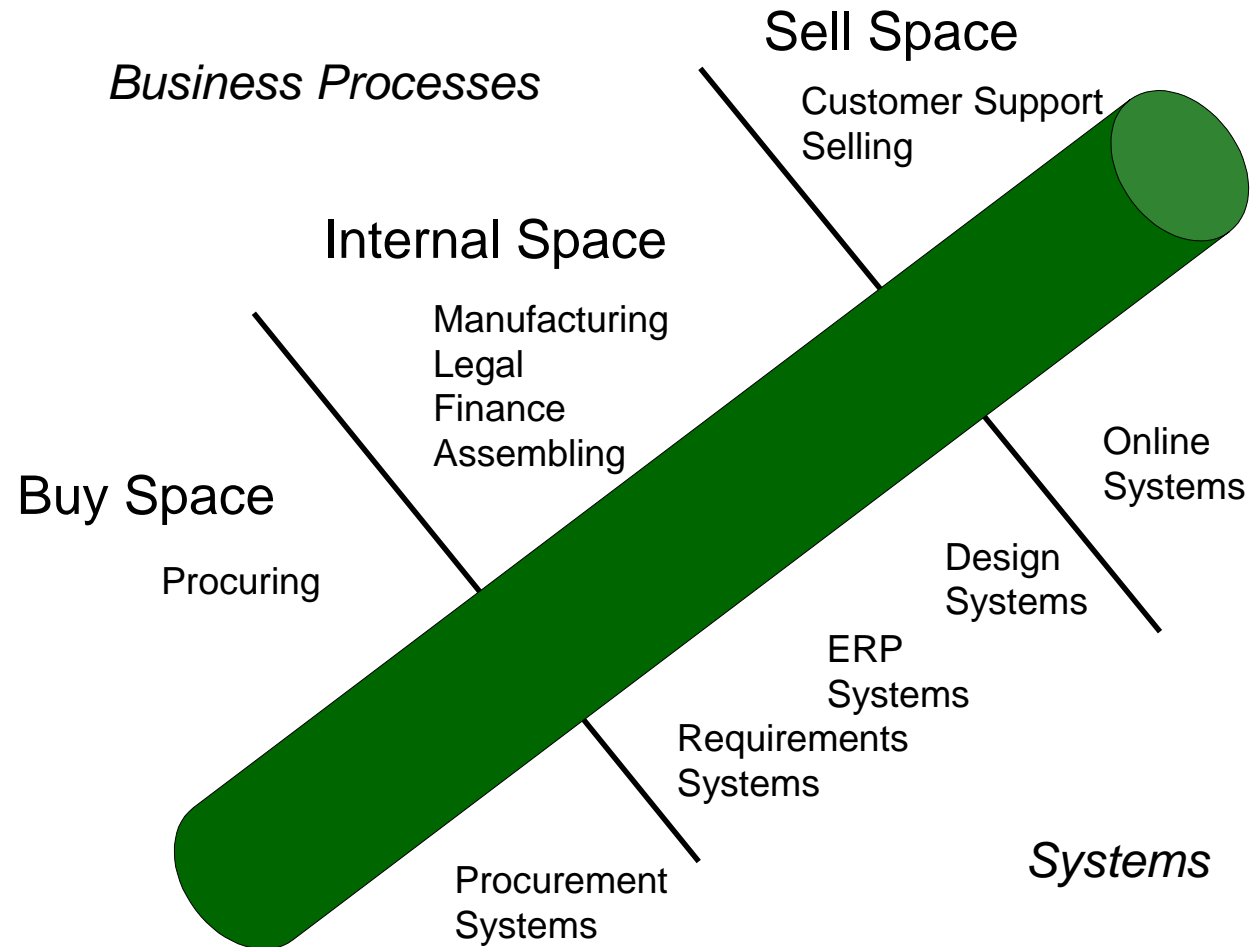 Sell Space
Business Processes
Customer Support
Selling
Internal Space
Manufacturing
Legal
Finance
Assembling
Buy Space
Procuring
Online
Systems
Design
Systems
ERP
Systems
Requirements
Systems
Procurement
Systems
Systems